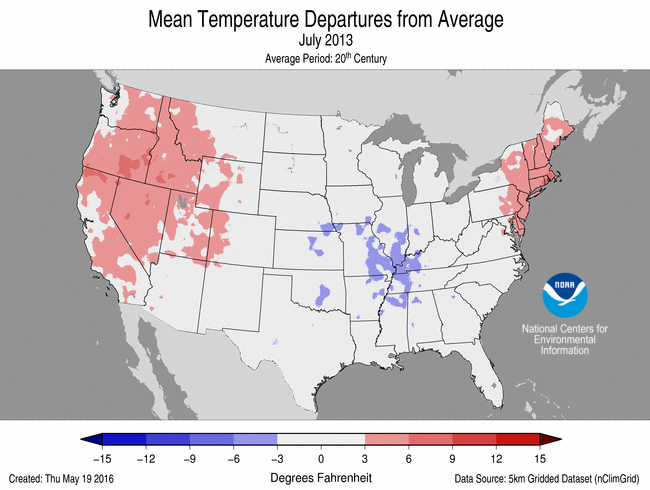 Mean Temperature Departures from Average
July 2013
Average Period: 20th Century
NOAA
National Centers for
Environmental
Information
-15 -12 -9 -6 -3 0 3 6 9 12 15
Created: Thu May 19 2016
Degrees Fahrenheit
Data Source: 5km Gridded Dataset (nClimGrid)